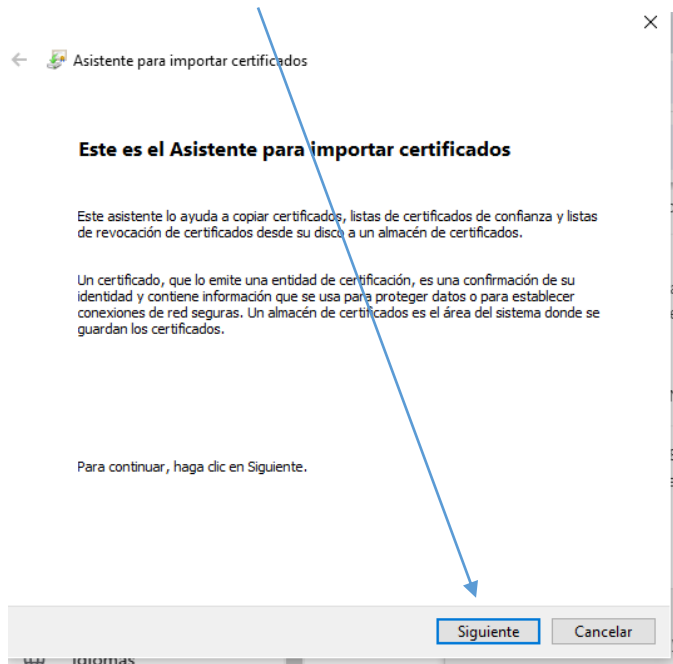 Asistente para importar certificados
Este es el Asistente para importar certificados
Este asistente lo ayuda a copiar certificados, listas de certificados de confianza y listas
de revocación de certificados desde su disco a un almacén de certificados.
Un certificado, que lo emite una entidad de certificación, es una confirmación de su
identidad y contiene información que se usa para proteger datos o para establecer
conexiones de red seguras. Un almacén de certificados es el área del sistema donde se
guardan los certificados.
Para continuar, haga clic en Siguiente.
Siguiente Cancelar
Idiomas